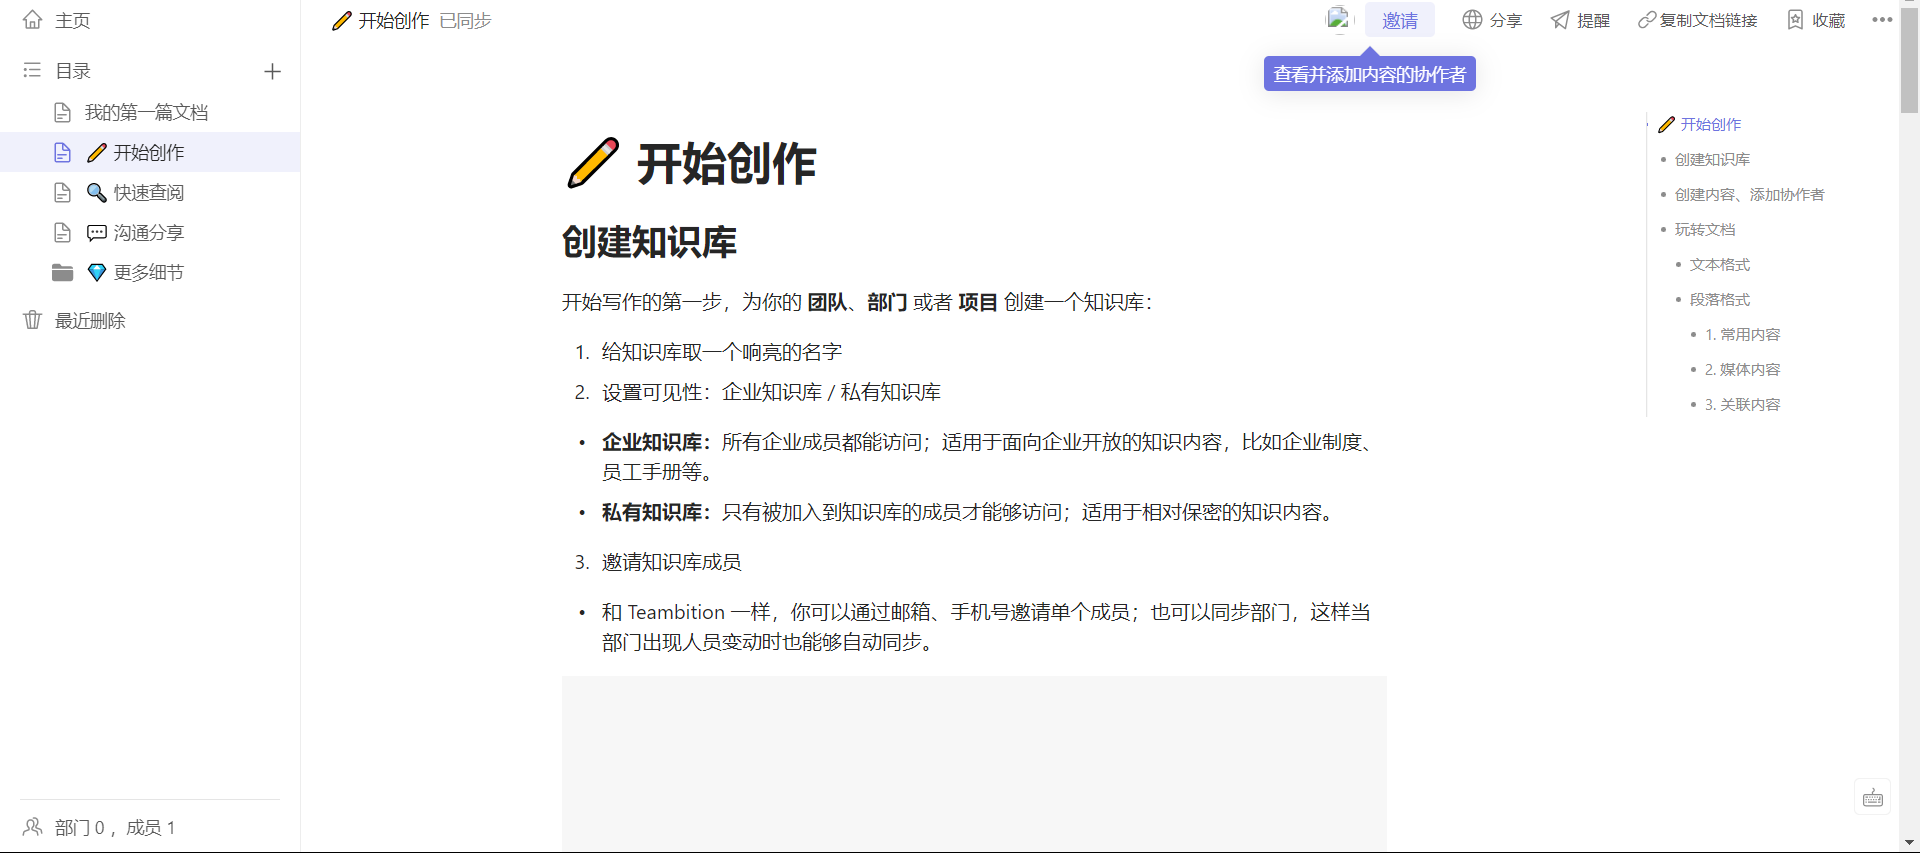 主页
目录
我的第一篇文档
开始创作
快速查阅
沟通分享
更多细节
最近删除
部门 0 ，成员 1
开始创作 已同步
邀请 分享 提醒 复制文档链接 收藏
查看并添加内容的协作者
开始创作
创建知识库
开始写作的第一步，为你的 团队、部门 或者 项目 创建一个知识库：
1. 给知识库取一个响亮的名字
2. 设置可见性：企业知识库 / 私有知识库
• 企业知识库：所有企业成员都能访问；适用于面向企业开放的知识内容，比如企业制度、
员工手册等。
• 私有知识库：只有被加入到知识库的成员才能够访问；适用于相对保密的知识内容。
3. 邀请知识库成员
• 和 Teambition 一样，你可以通过邮箱、手机号邀请单个成员；也可以同步部门，这样当
部门出现人员变动时也能够自动同步。
开始创作
• 创建知识库
• 创建内容、添加协作者
• 玩转文档
• 文本格式
• 段落格式
• 1. 常用内容
• 2. 媒体内容
• 3. 关联内容